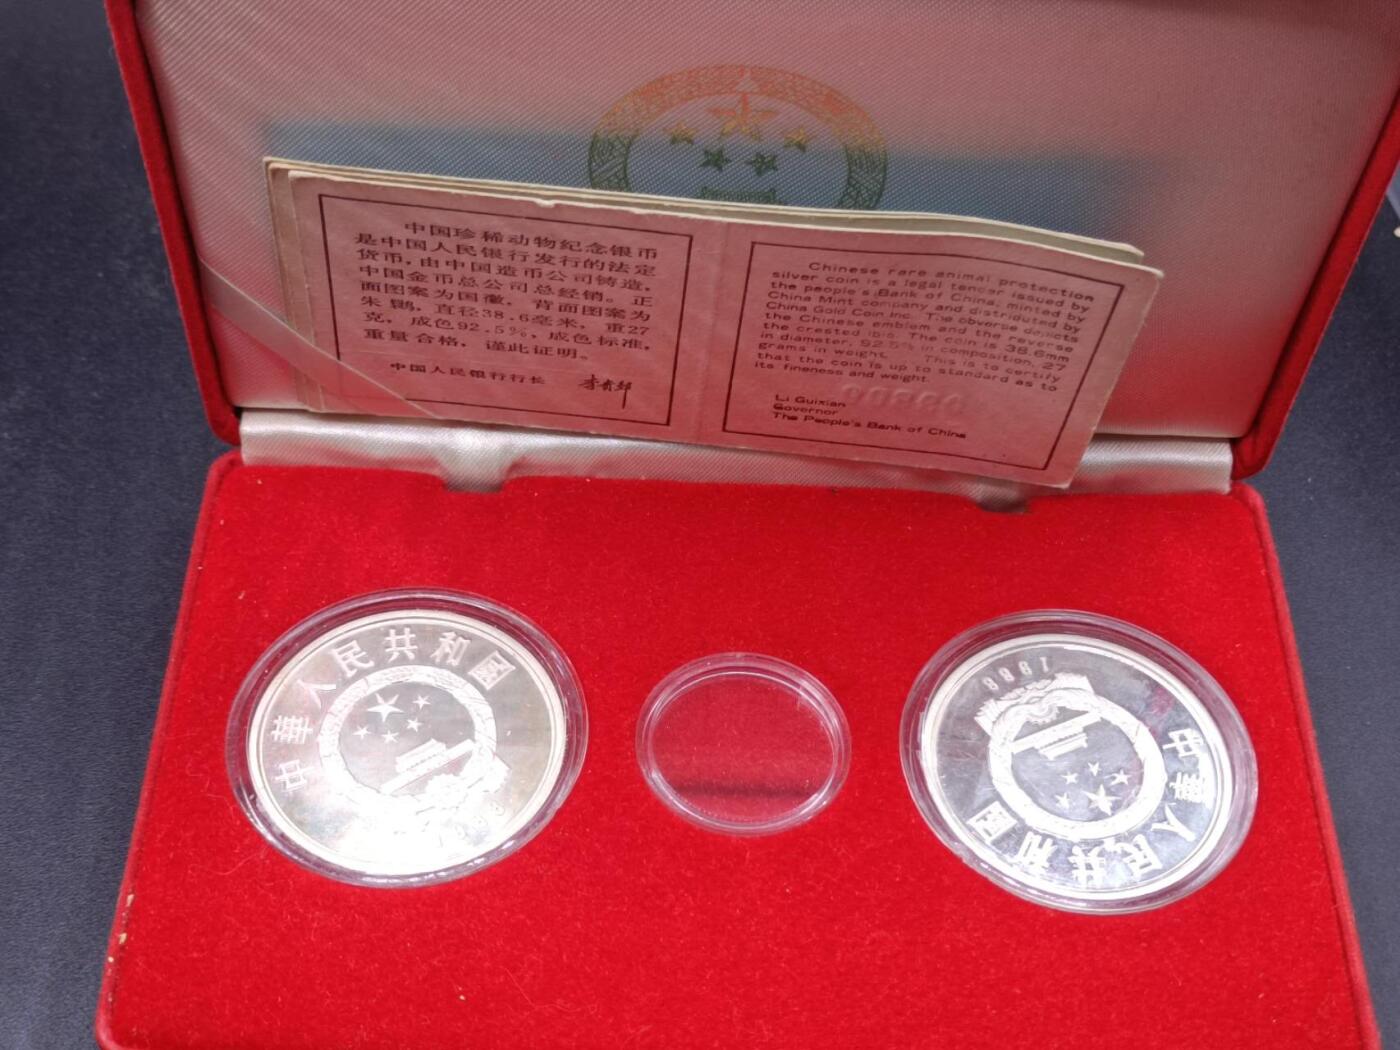 中国珍稀动物纪念银币
是中国人民银行发行的法定
货币，由中国造币公司铸造，
中国金币总公司总经销。正
面图案为国徽，背面图案为
朱鹮，直径38.6毫米，重27
克，成色92.5%，成色标准，
重量合格，谨此证明。
中国人民银行行长 李贵鲜
Chinese rare animal protection
silver coin is a legal tender issued by
the people's Bank of China, minted by
China Mint company and distributed by
China Gold Coin Inc. The obverse depicts
the Chinese emblem and the reverse
the crested ibis. The coin is 38.6mm
in diameter, 92.5% in composition, 27
grams in weight. This is to certify
that the coin is up to standard as to
its fineness and weight.
Li Guixian
Governor
The People's Bank of China
中華人民共和國
1988
中華人民共和國
1988